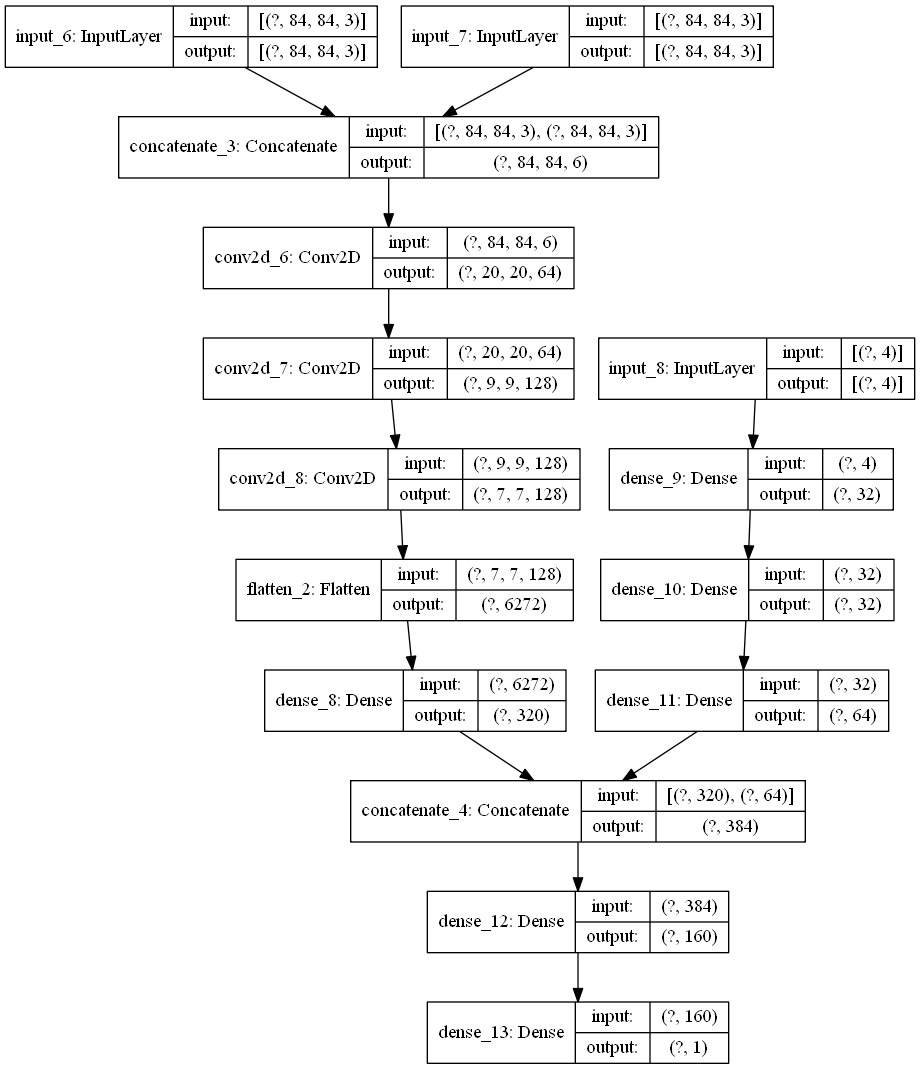 input_6: InputLayer
input: [(?, 84, 84, 3)]
output: [(?, 84, 84, 3)]
input_7: InputLayer
input: [(?, 84, 84, 3)]
output: [(?, 84, 84, 3)]
concatenate_3: Concatenate
input: [(?, 84, 84, 3), (?, 84, 84, 3)]
output: (?, 84, 84, 6)
conv2d_6: Conv2D
input: (?, 84, 84, 6)
output: (?, 20, 20, 64)
conv2d_7: Conv2D
input: (?, 20, 20, 64)
output: (?, 9, 9, 128)
input_8: InputLayer
input: [(?, 4)]
output: [(?, 4)]
conv2d_8: Conv2D
input: (?, 9, 9, 128)
output: (?, 7, 7, 128)
dense_9: Dense
input: (?, 4)
output: (?, 32)
flatten_2: Flatten
input: (?, 7, 7, 128)
output: (?, 6272)
dense_10: Dense
input: (?, 32)
output: (?, 32)
dense_8: Dense
input: (?, 6272)
output: (?, 320)
dense_11: Dense
input: (?, 32)
output: (?, 64)
concatenate_4: Concatenate
input: [(?, 320), (?, 64)]
output: (?, 384)
dense_12: Dense
input: (?, 384)
output: (?, 160)
dense_13: Dense
input: (?, 160)
output: (?, 1)